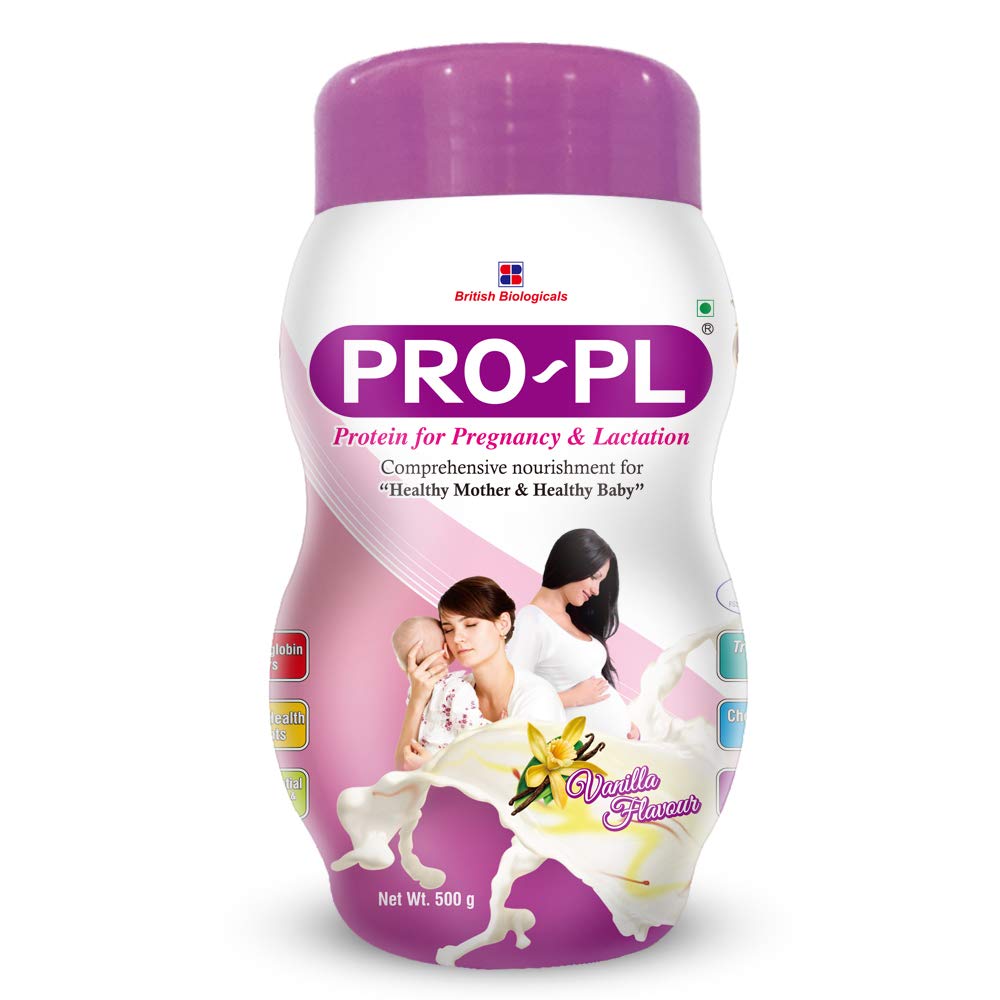 British Biologicals
PRO~PL
®
Protein for Pregnancy & Lactation
Comprehensive nourishment for
“Healthy Mother & Healthy Baby”
Vanilla
Flavour
Net Wt. 500 g